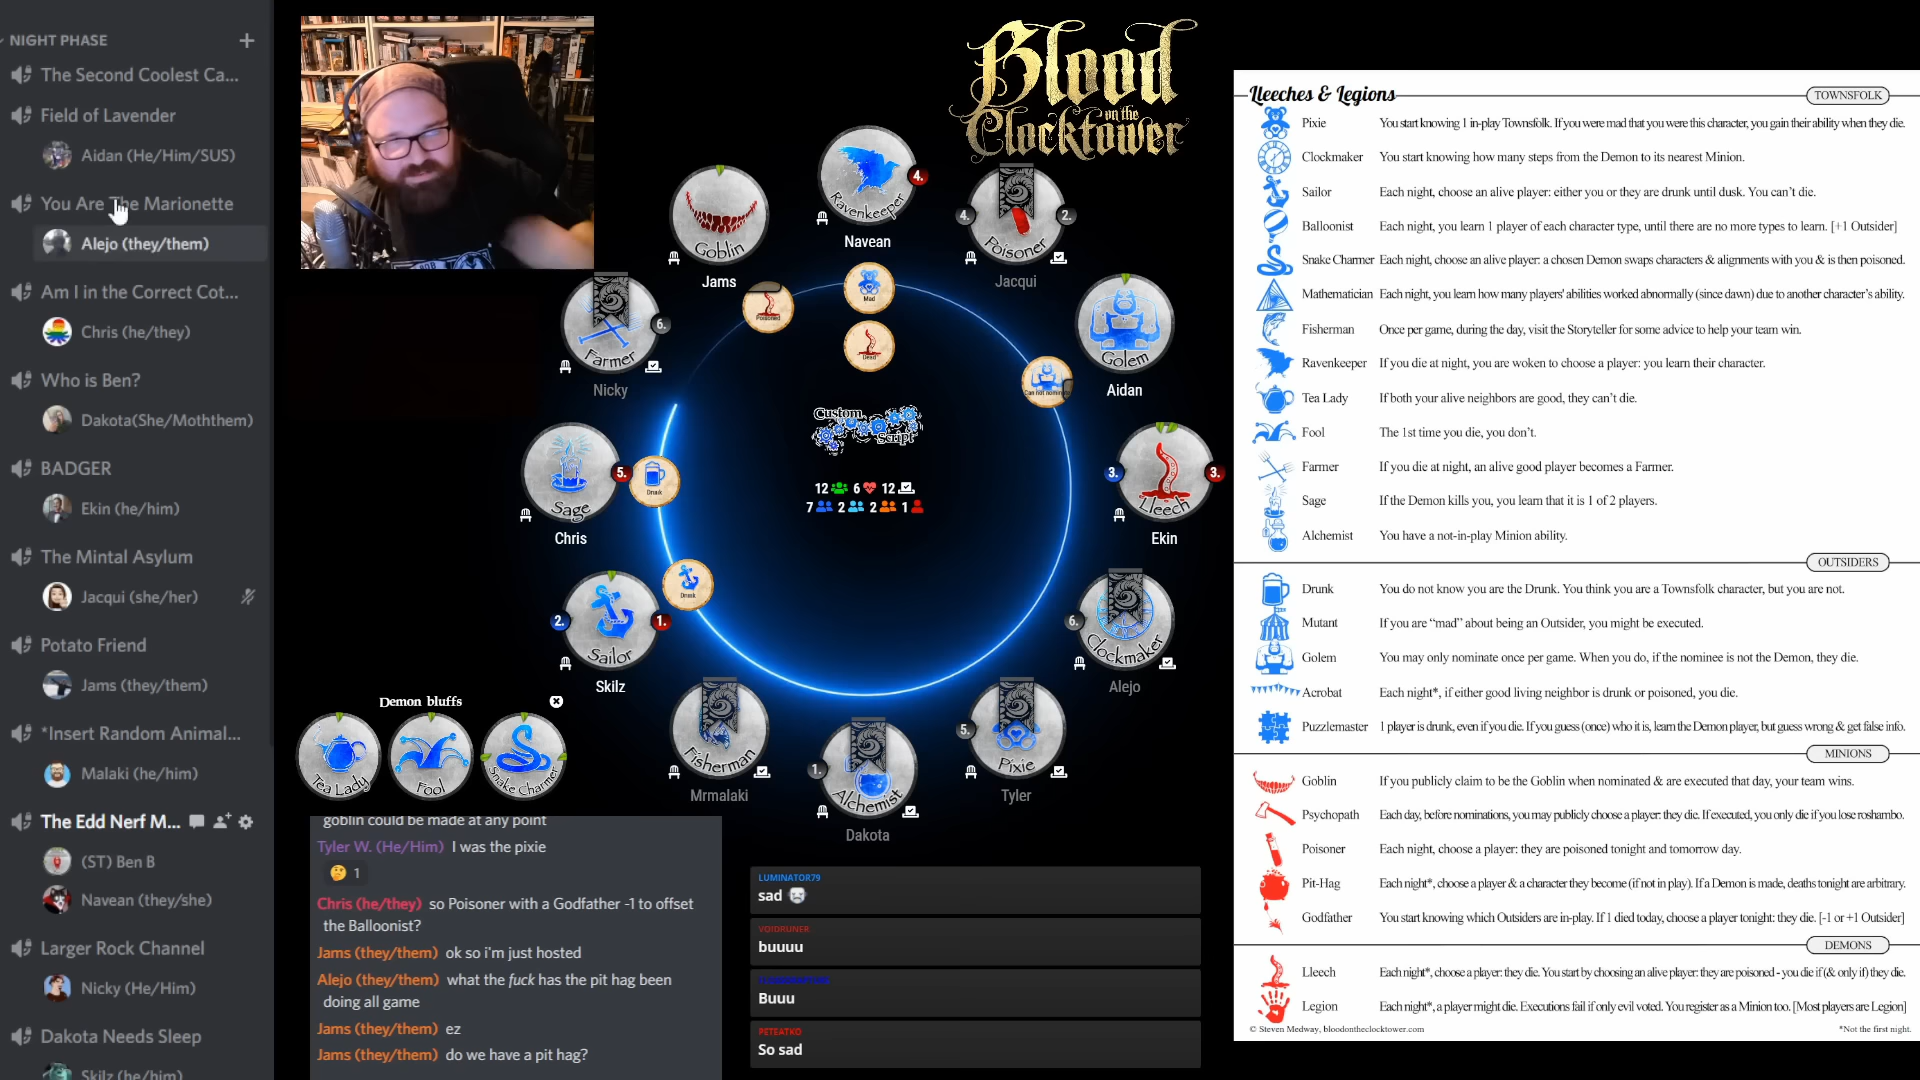 NIGHT PHASE
The Second Coolest Ca...
Field of Lavender
Aidan (He/Him/SUS)
You Are The Marionette
Alejo (they/them)
Am I in the Correct Cot...
Chris (he/they)
Who is Ben?
Dakota(She/Moththem)
BADGER
Ekin (he/him)
The Mintal Asylum
Jacqui (she/her)
Potato Friend
Jams (they/them)
*Insert Random Animal...
Malaki (he/him)
The Edd Nerf M...
(ST) Ben B
Navean (they/she)
Larger Rock Channel
Nicky (He/Him)
Dakota Needs Sleep
Skilz (he/him)
Blood
on the
Clocktower
Ravenkeeper
4.
Navean
Goblin
Jams
4.
Poisoner
2.
Jacqui
Farmer
6.
Nicky
Poisoned
Mad
Dead
Golem
Aidan
Can not nominate
Custom
Script
12 6 12
7 2 2 1
Sage
5.
Drunk
Chris
3.
Lleech
3.
Ekin
2.
Sailor
1.
Drunk
Skilz
6.
Clockmaker
Alejo
Fisherman
Mrmalaki
1.
Alchemist
Dakota
5.
Pixie
Tyler
Demon bluffs
Tea Lady
Fool
Snake Charmer
goblin could be made at any point
Tyler W. (He/Him) I was the pixie
1
Chris (he/they) so Poisoner with a Godfather -1 to offset
the Balloonist?
Jams (they/them) ok so i'm just hosted
Alejo (they/them) what the fuck has the pit hag been
doing all game
Jams (they/them) ez
Jams (they/them) do we have a pit hag?
LUMINATOR79
sad
VOIDRUNER
buuuu
Buuu
PETEATKO
So sad
Lleeches & Legions
TOWNSFOLK
Pixie You start knowing 1 in-play Townsfolk. If you were mad that you were this character, you gain their ability when they die.
Clockmaker You start knowing how many steps from the Demon to its nearest Minion.
Sailor Each night, choose an alive player: either you or they are drunk until dusk. You can't die.
Balloonist Each night, you learn 1 player of each character type, until there are no more types to learn. [+1 Outsider]
Snake Charmer Each night, choose an alive player: a chosen Demon swaps characters & alignments with you & is then poisoned.
Mathematician Each night, you learn how many players' abilities worked abnormally (since dawn) due to another character's ability.
Fisherman Once per game, during the day, visit the Storyteller for some advice to help your team win.
Ravenkeeper If you die at night, you are woken to choose a player: you learn their character.
Tea Lady If both your alive neighbors are good, they can't die.
Fool The 1st time you die, you don't.
Farmer If you die at night, an alive good player becomes a Farmer.
Sage If the Demon kills you, you learn that it is 1 of 2 players.
Alchemist You have a not-in-play Minion ability.
OUTSIDERS
Drunk You do not know you are the Drunk. You think you are a Townsfolk character, but you are not.
Mutant If you are “mad” about being an Outsider, you might be executed.
Golem You may only nominate once per game. When you do, if the nominee is not the Demon, they die.
Acrobat Each night*, if either good living neighbor is drunk or poisoned, you die.
Puzzlemaster 1 player is drunk, even if you die. If you guess (once) who it is, learn the Demon player, but guess wrong & get false info.
MINIONS
Goblin If you publicly claim to be the Goblin when nominated & are executed that day, your team wins.
Psychopath Each day, before nominations, you may publicly choose a player: they die. If executed, you only die if you lose roshambo.
Poisoner Each night, choose a player: they are poisoned tonight and tomorrow day.
Pit-Hag Each night*, choose a player & a character they become (if not in play). If a Demon is made, deaths tonight are arbitrary.
Godfather You start knowing which Outsiders are in-play. If 1 died today, choose a player tonight: they die. [-1 or +1 Outsider]
DEMONS
Lleech Each night*, choose a player: they die. You start by choosing an alive player: they are poisoned - you die if (& only if) they die.
Legion Each night*, a player might die. Executions fail if only evil voted. You register as a Minion too. [Most players are Legion]
© Steven Medway, bloodontheclocktower.com
*Not the first night.